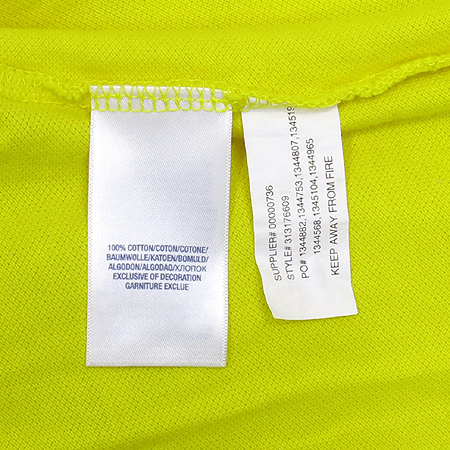 100% COTTON/COTON/COTONE/
BAUMWOLLE/KATOEN/BOMULD/
ALGODON/ALGODAO/ХЛОПОК
EXCLUSIVE OF DECORATION
GARNITURE EXCLUE
SUPPLIER# 00000736
STYLE# 313176609
PO# 1344882,1344753,1344807,134519
1344568,1345104,1344965
KEEP AWAY FROM FIRE